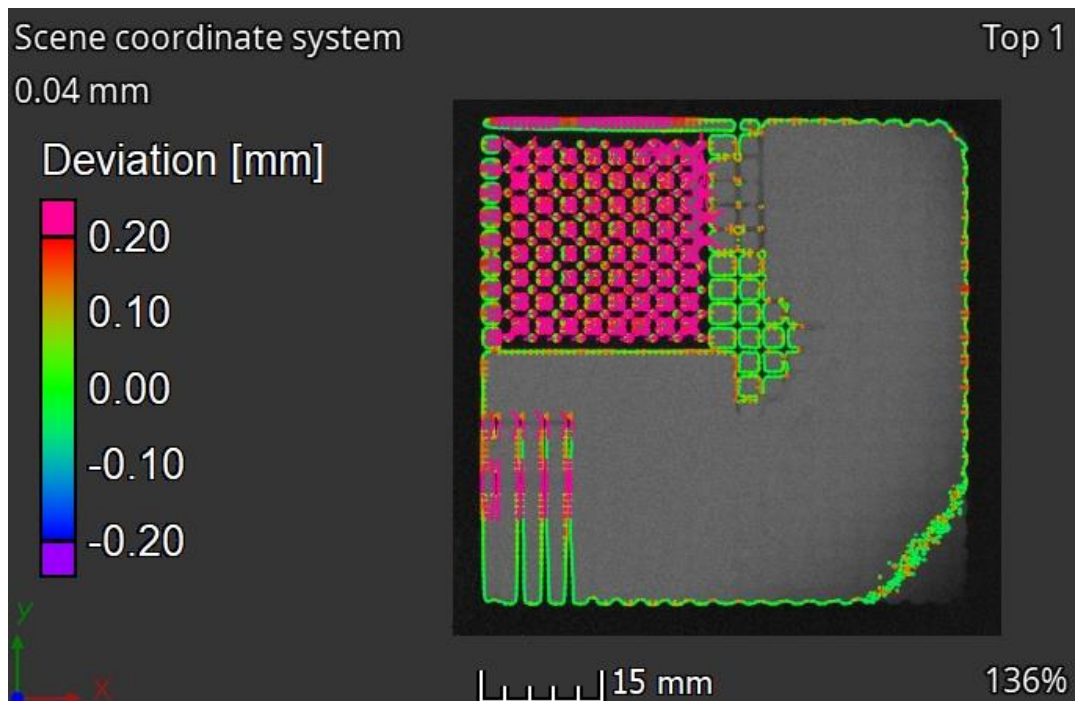 Scene coordinate system
Top 1
0.04 mm
Deviation [mm]
0.20
0.10
0.00
-0.10
-0.20
y
x
15 mm
136%